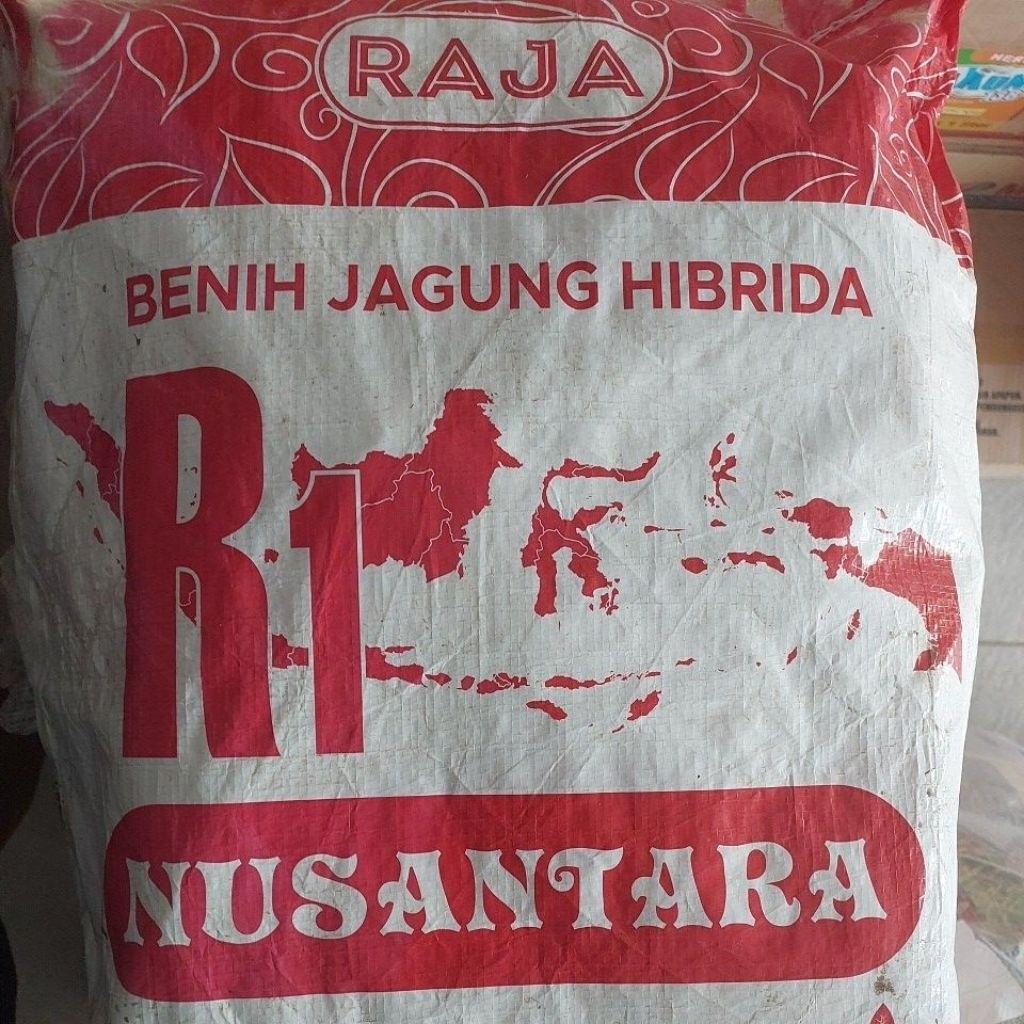 RAJA
BENIH JAGUNG HIBRIDA
R1
NUSANTARA